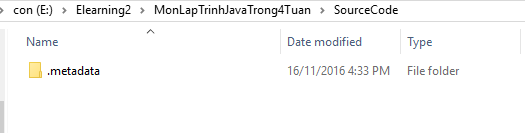 con (E:) > Elearning2 > MonLapTrinhJavaTrong4Tuan > SourceCode
Name Date modified Type
.metadata 16/11/2016 4:33 PM File folder